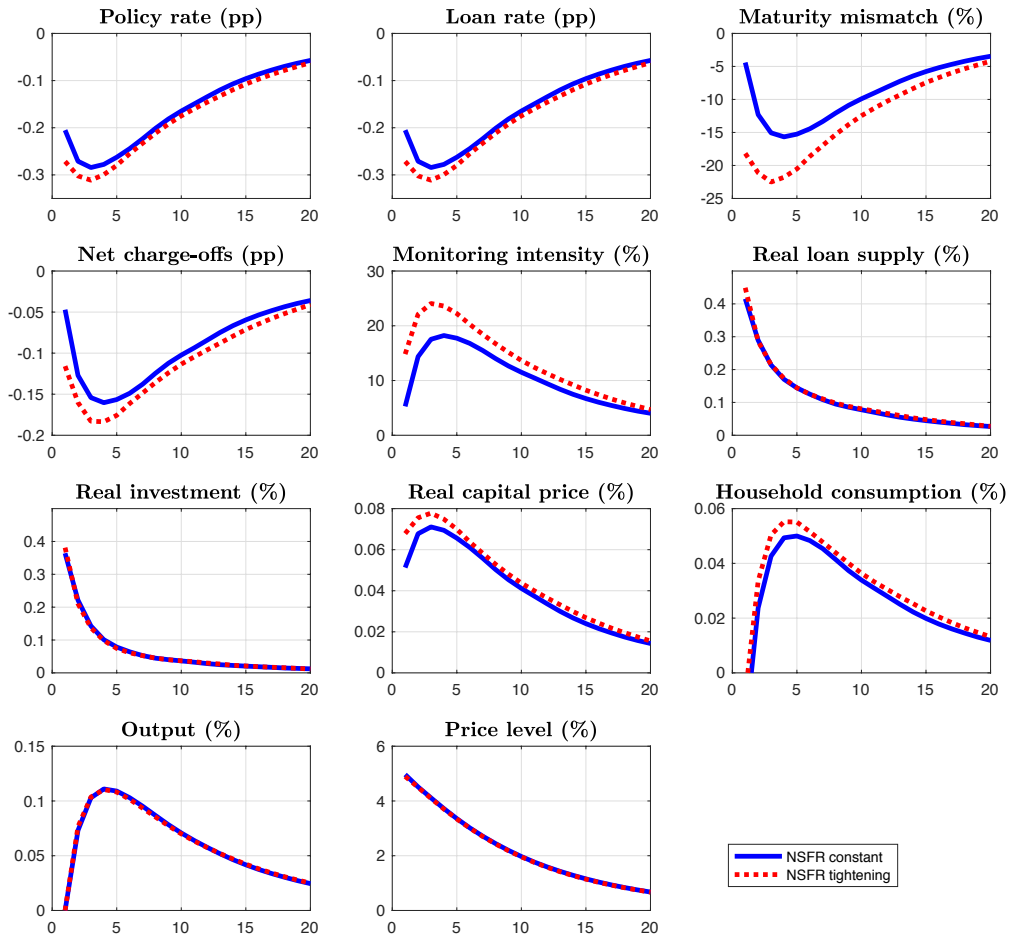 Policy rate (pp)
0
-0.1
-0.2
-0.3
0 5 10 15 20
Loan rate (pp)
0
-0.1
-0.2
-0.3
0 5 10 15 20
Maturity mismatch (%)
0
-5
-10
-15
-20
-25
0 5 10 15 20
Net charge-offs (pp)
0
-0.05
-0.1
-0.15
-0.2
0 5 10 15 20
Monitoring intensity (%)
30
20
10
0
0 5 10 15 20
Real loan supply (%)
0.4
0.3
0.2
0.1
0
0 5 10 15 20
Real investment (%)
0.4
0.3
0.2
0.1
0
0 5 10 15 20
Real capital price (%)
0.08
0.06
0.04
0.02
0
0 5 10 15 20
Household consumption (%)
0.06
0.04
0.02
0
0 5 10 15 20
Output (%)
0.15
0.1
0.05
0
0 5 10 15 20
Price level (%)
6
4
2
0
0 5 10 15 20
NSFR constant
NSFR tightening